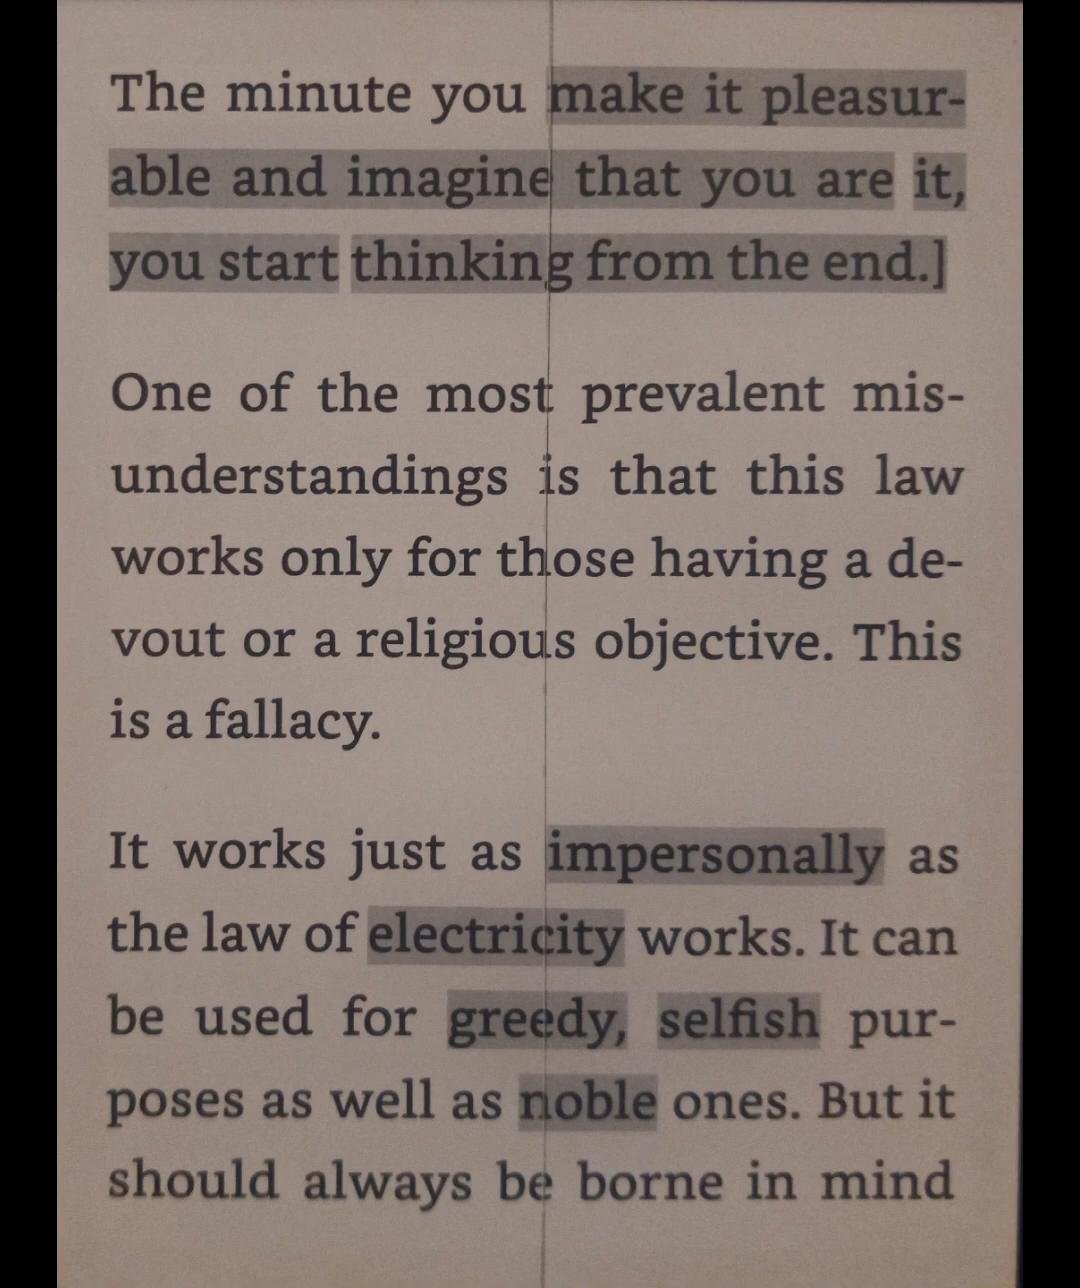 The minute you make it pleasur-
able and imagine that you are it,
you start thinking from the end.]
One of the most prevalent mis-
understandings is that this law
works only for those having a de-
vout or a religious objective. This
is a fallacy.
It works just as impersonally as
the law of electricity works. It can
be used for greedy, selfish pur-
poses as well as noble ones. But it
should always be borne in mind